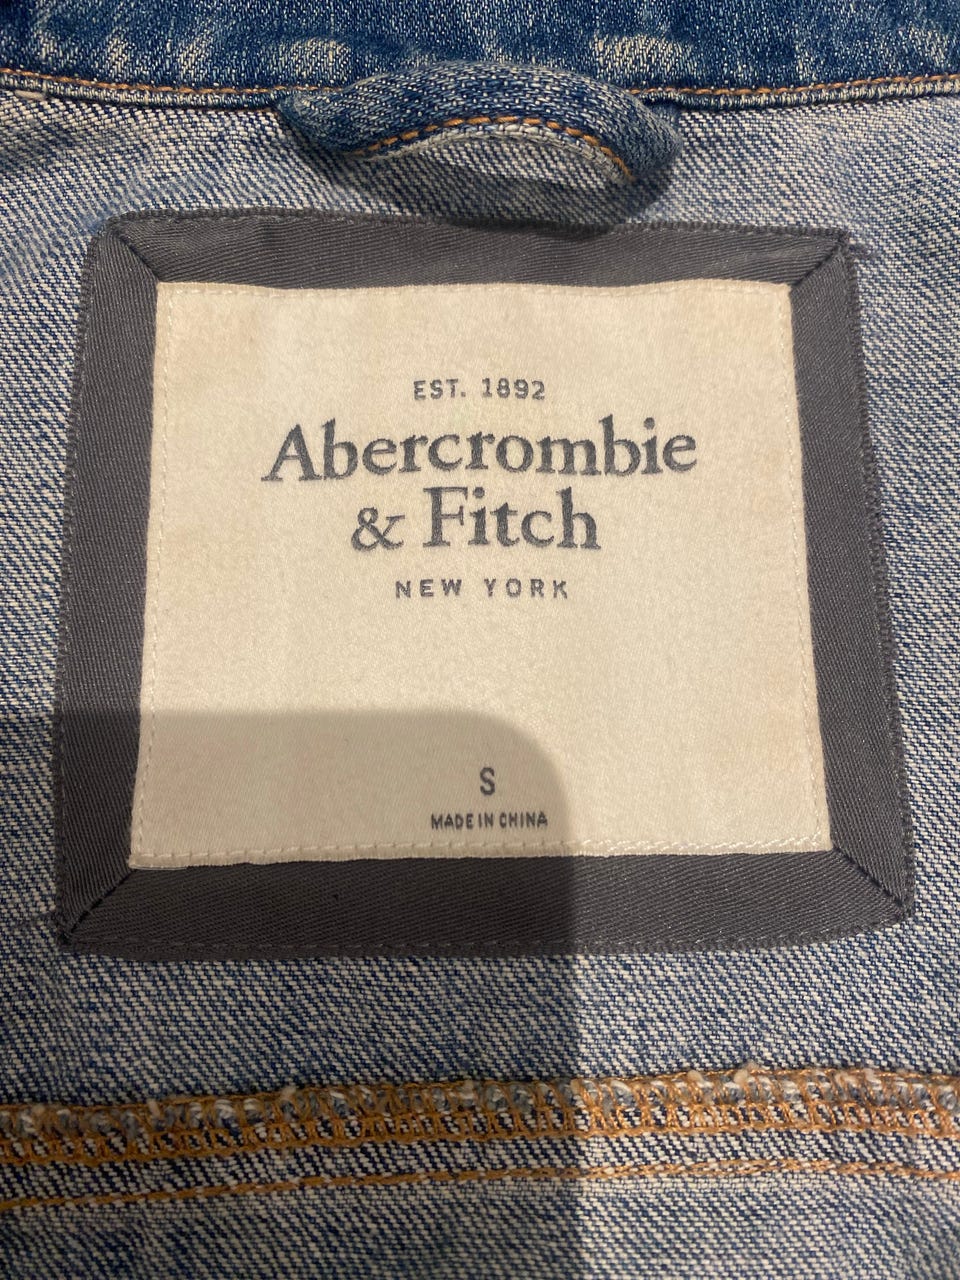 EST. 1892
Abercrombie
& Fitch
NEW YORK
S
MADE IN CHINA